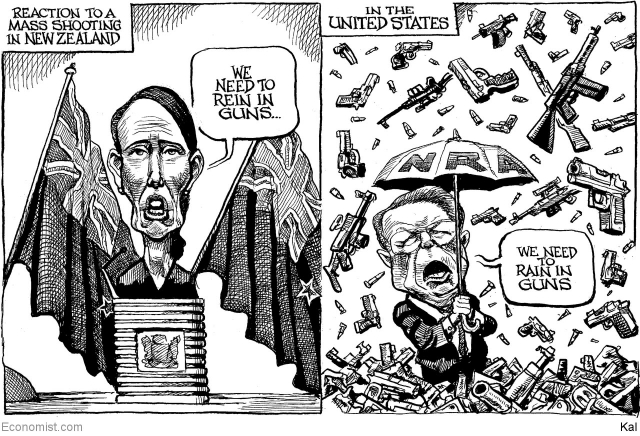 REACTION TO A
MASS SHOOTING
IN NEW ZEALAND
WE
NEED TO
REIN IN
GUNS...
IN THE
UNITED STATES
NRA
WE NEED
TO
RAIN IN
GUNS
Economist.com
Kal